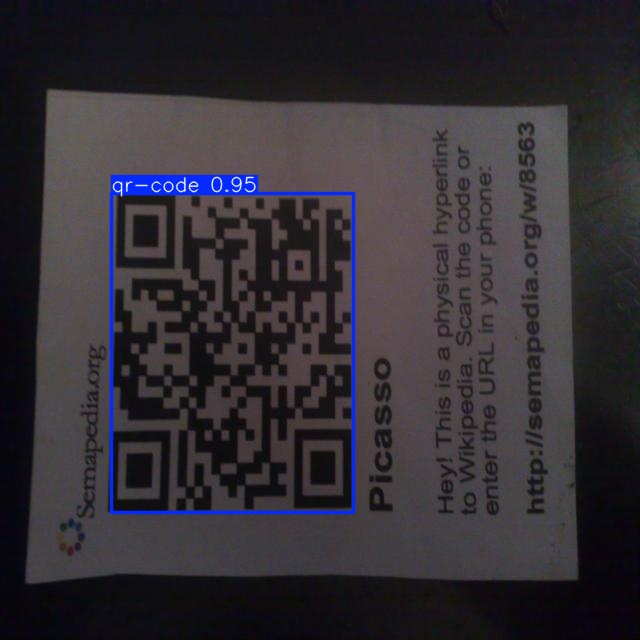 qr-code 0.95
Semapedia.org
Picasso
Hey! This is a physical hyperlink
to Wikipedia. Scan the code or
enter the URL in your phone:
http://semapedia.org/w/8563